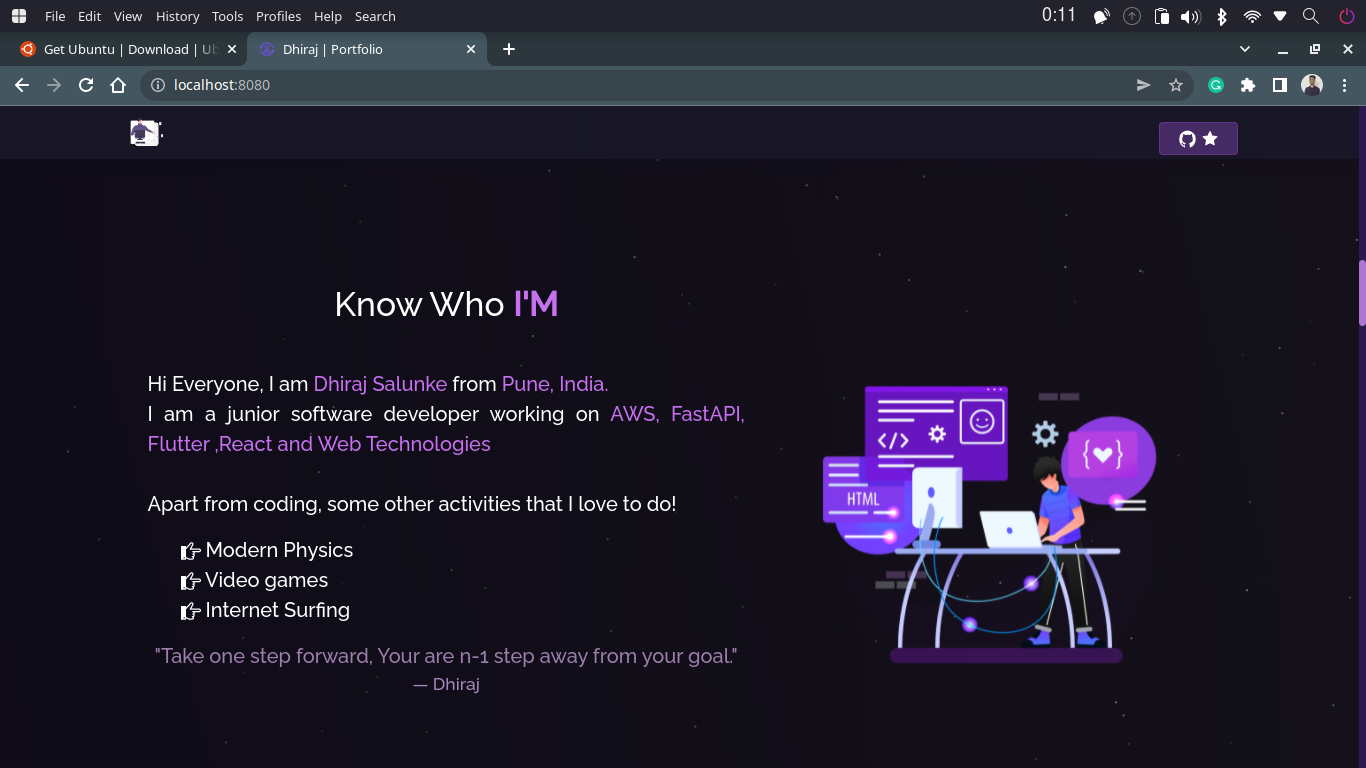 File Edit View History Tools Profiles Help Search 0:11
Get Ubuntu | Download | Ub Dhiraj | Portfolio
localhost:8080
Know Who I'M
Hi Everyone, I am Dhiraj Salunke from Pune, India.
I am a junior software developer working on AWS, FastAPI,
Flutter ,React and Web Technologies
Apart from coding, some other activities that I love to do!
Modern Physics
Video games
Internet Surfing
"Take one step forward, Your are n-1 step away from your goal."
— Dhiraj
</> 
HTML
{ }